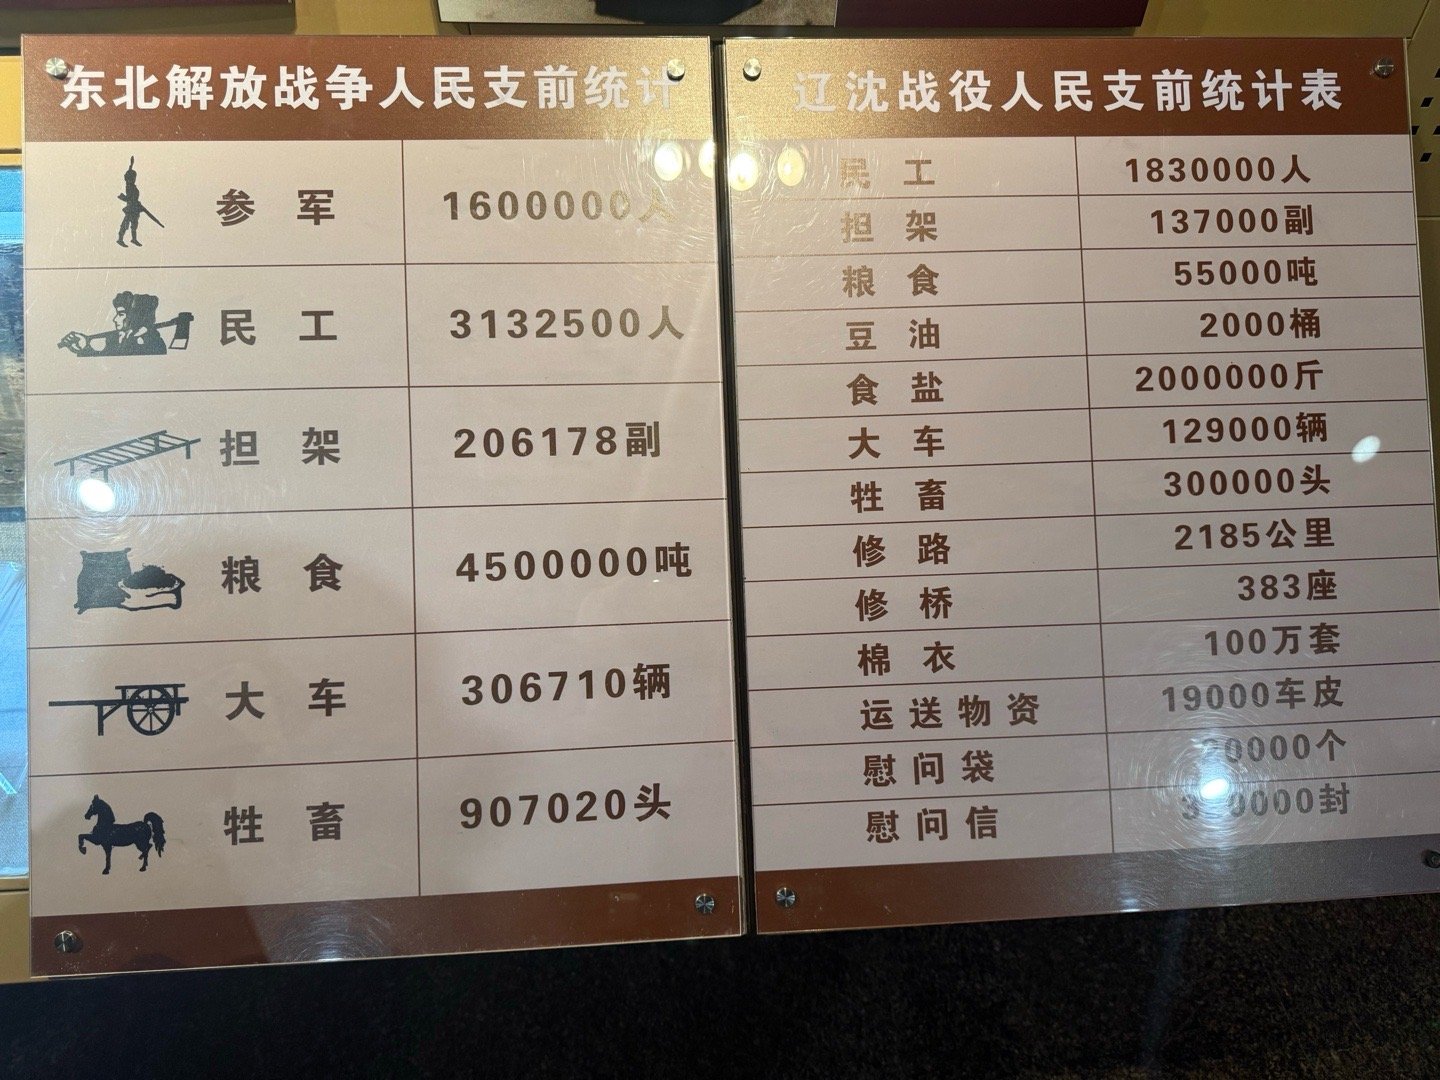 东北解放战争人民支前统计
参军 1600000人
民工 3132500人
担架 206178副
粮食 4500000吨
大车 306710辆
牲畜 907020头
辽沈战役人民支前统计表
民工 1830000人
担架 137000副
粮食 55000吨
豆油 2000桶
食盐 2000000斤
大车 129000辆
牲畜 300000头
修路 2185公里
修桥 383座
棉衣 100万套
运送物资 19000车皮
慰问袋
慰问信